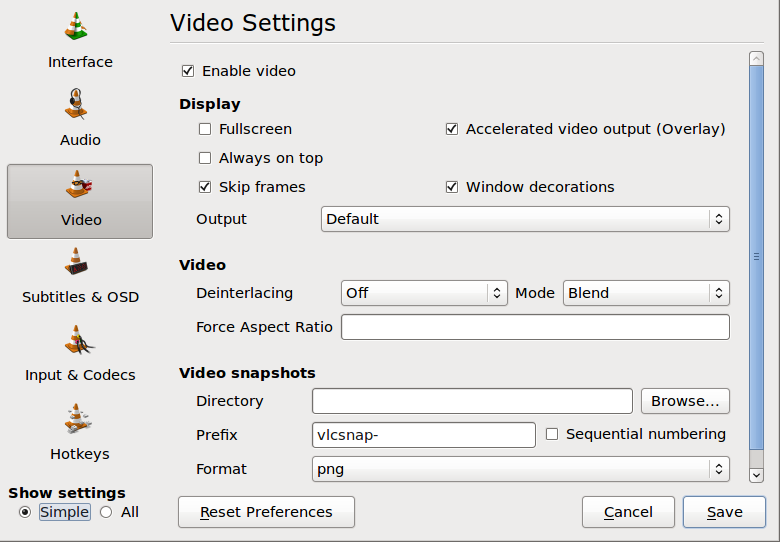 Interface
Audio
Video
Subtitles & OSD
Input & Codecs
Hotkeys
Show settings
Simple All
Video Settings
Enable video
Display
Fullscreen Accelerated video output (Overlay)
Always on top
Skip frames Window decorations
Output Default
Video
Deinterlacing Off Mode Blend
Force Aspect Ratio
Video snapshots
Directory Browse...
Prefix vlcsnap- Sequential numbering
Format png
Reset Preferences Cancel Save